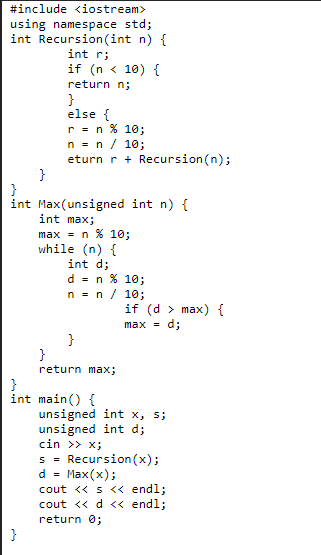 #include <iostream>
using namespace std;
int Recursion(int n) {
int r;
if (n < 10) {
return n;
}
else {
r = n % 10;
n = n / 10;
eturn r + Recursion(n);
}
}
int Max(unsigned int n) {
int max;
max = n % 10;
while (n) {
int d;
d = n % 10;
n = n / 10;
if (d > max) {
max = d;
}
}
return max;
}
int main() {
unsigned int x, s;
unsigned int d;
cin >> x;
s = Recursion(x);
d = Max(x);
cout << s << endl;
cout << d << endl;
return 0;
}